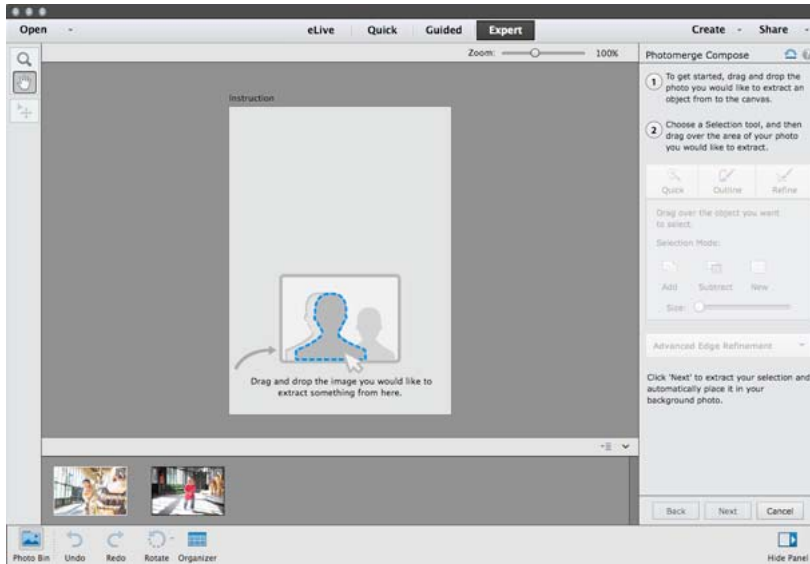 Open
eLive Quick Guided Expert
Create Share
Zoom: 100%
Photomerge Compose
Instruction
1 To get started, drag and drop the
photo you would like to extract an
object from to the canvas.
2 Choose a Selection tool, and then
drag over the area of your photo
you would like to extract.
Quick Outline Refine
Drag over the object you want
to select.
Selection Mode:
Add Subtract New
Size:
Advanced Edge Refinement
Click 'Next' to extract your selection and
automatically place it in your
background photo.
Drag and drop the image you would like to
extract something from here.
Back Next Cancel
Photo Bin Undo Redo Rotate Organizer
Hide Panel